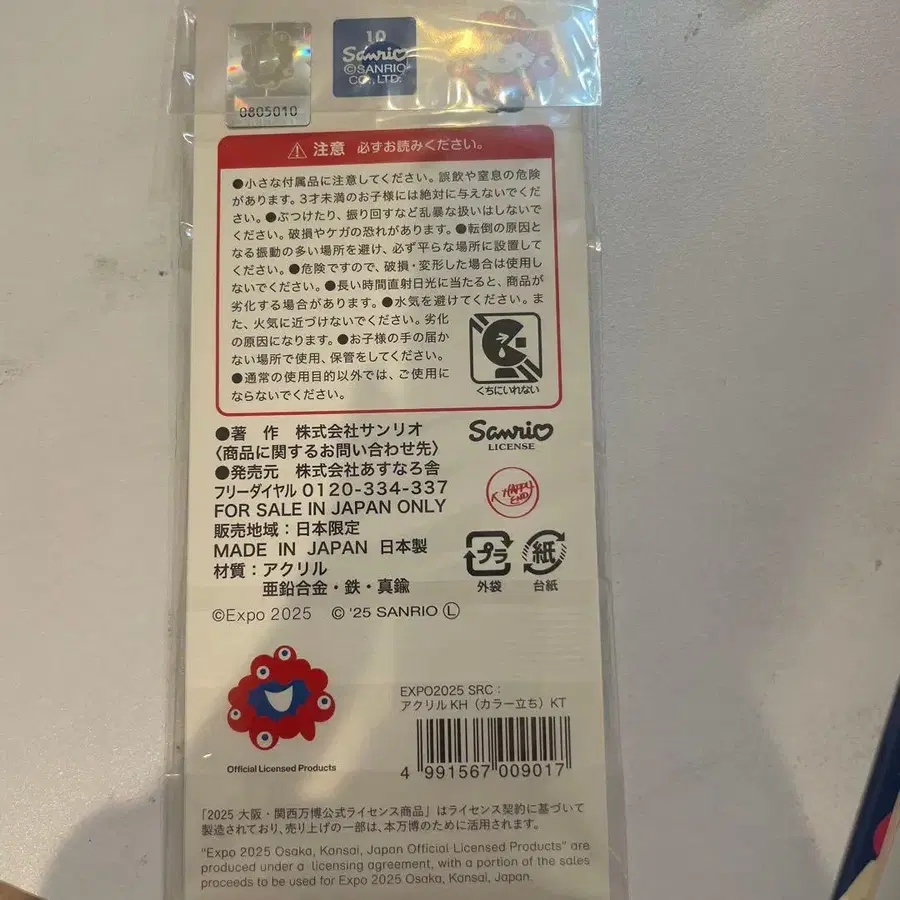 0805010
10
Sanrio
©SANRIO
CO., LTD.
注意 必ずお読みください。
●小さな付属品に注意してください。誤飲や窒息の危険
があります。3才未満のお子様には絶対に与えないでくだ
さい。●ぶつけたり、振り回すなど乱暴な扱いはしないで
ください。破損やケガの恐れがあります。●転倒の原因と
なる振動の多い場所を避け、必ず平らな場所に設置して
ください。●危険ですので、破損・変形した場合は使用し
ないでください。●長い時間直射日光に当たると、商品が
劣化する場合があります。●水気を避けてください。ま
た、火気に近づけないでください。劣化
の原因になります。●お子様の手の届か
ない場所で使用、保管をしてください。
●通常の使用目的以外では、ご使用に
ならないでください。
くちにいれない
●著 作 株式会社サンリオ
〈商品に関するお問い合わせ先〉
●発売元 株式会社あすなろ舎
フリーダイヤル 0120-334-337
FOR SALE IN JAPAN ONLY
販売地域：日本限定
MADE IN JAPAN 日本製
材質：アクリル
亜鉛合金・鉄・真鍮
©Expo 2025 © '25 SANRIO Ⓛ
Sanrio
LICENSE
HAPPY
END
プラ
外袋
紙
台紙
Official Licensed Products
EXPO2025 SRC：
アクリルKH（カラー立ち）KT
4 991567 009017
「2025 大阪・関西万博公式ライセンス商品」はライセンス契約に基づいて
製造されており、売り上げの一部は、本万博のために活用されます。
"Expo 2025 Osaka, Kansai, Japan Official Licensed Products" are
produced under a licensing agreement, with a portion of the sales
proceeds to be used for Expo 2025 Osaka, Kansai, Japan.